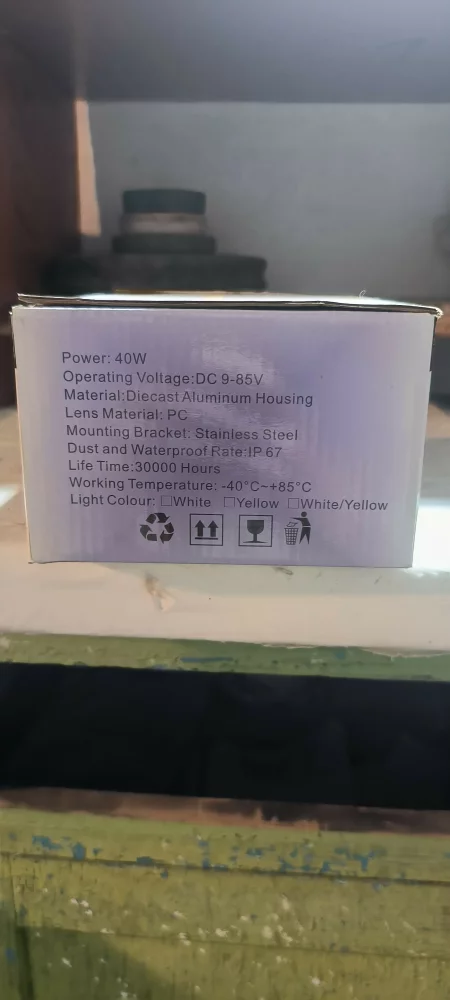 Power: 40W
Operating Voltage:DC 9-85V
Material:Diecast Aluminum Housing
Lens Material: PC
Mounting Bracket: Stainless Steel
Dust and Waterproof Rate:IP 67
Life Time:30000 Hours
Working Temperature: -40°C~+85°C
Light Colour: ☐White ☐Yellow ☐White/Yellow